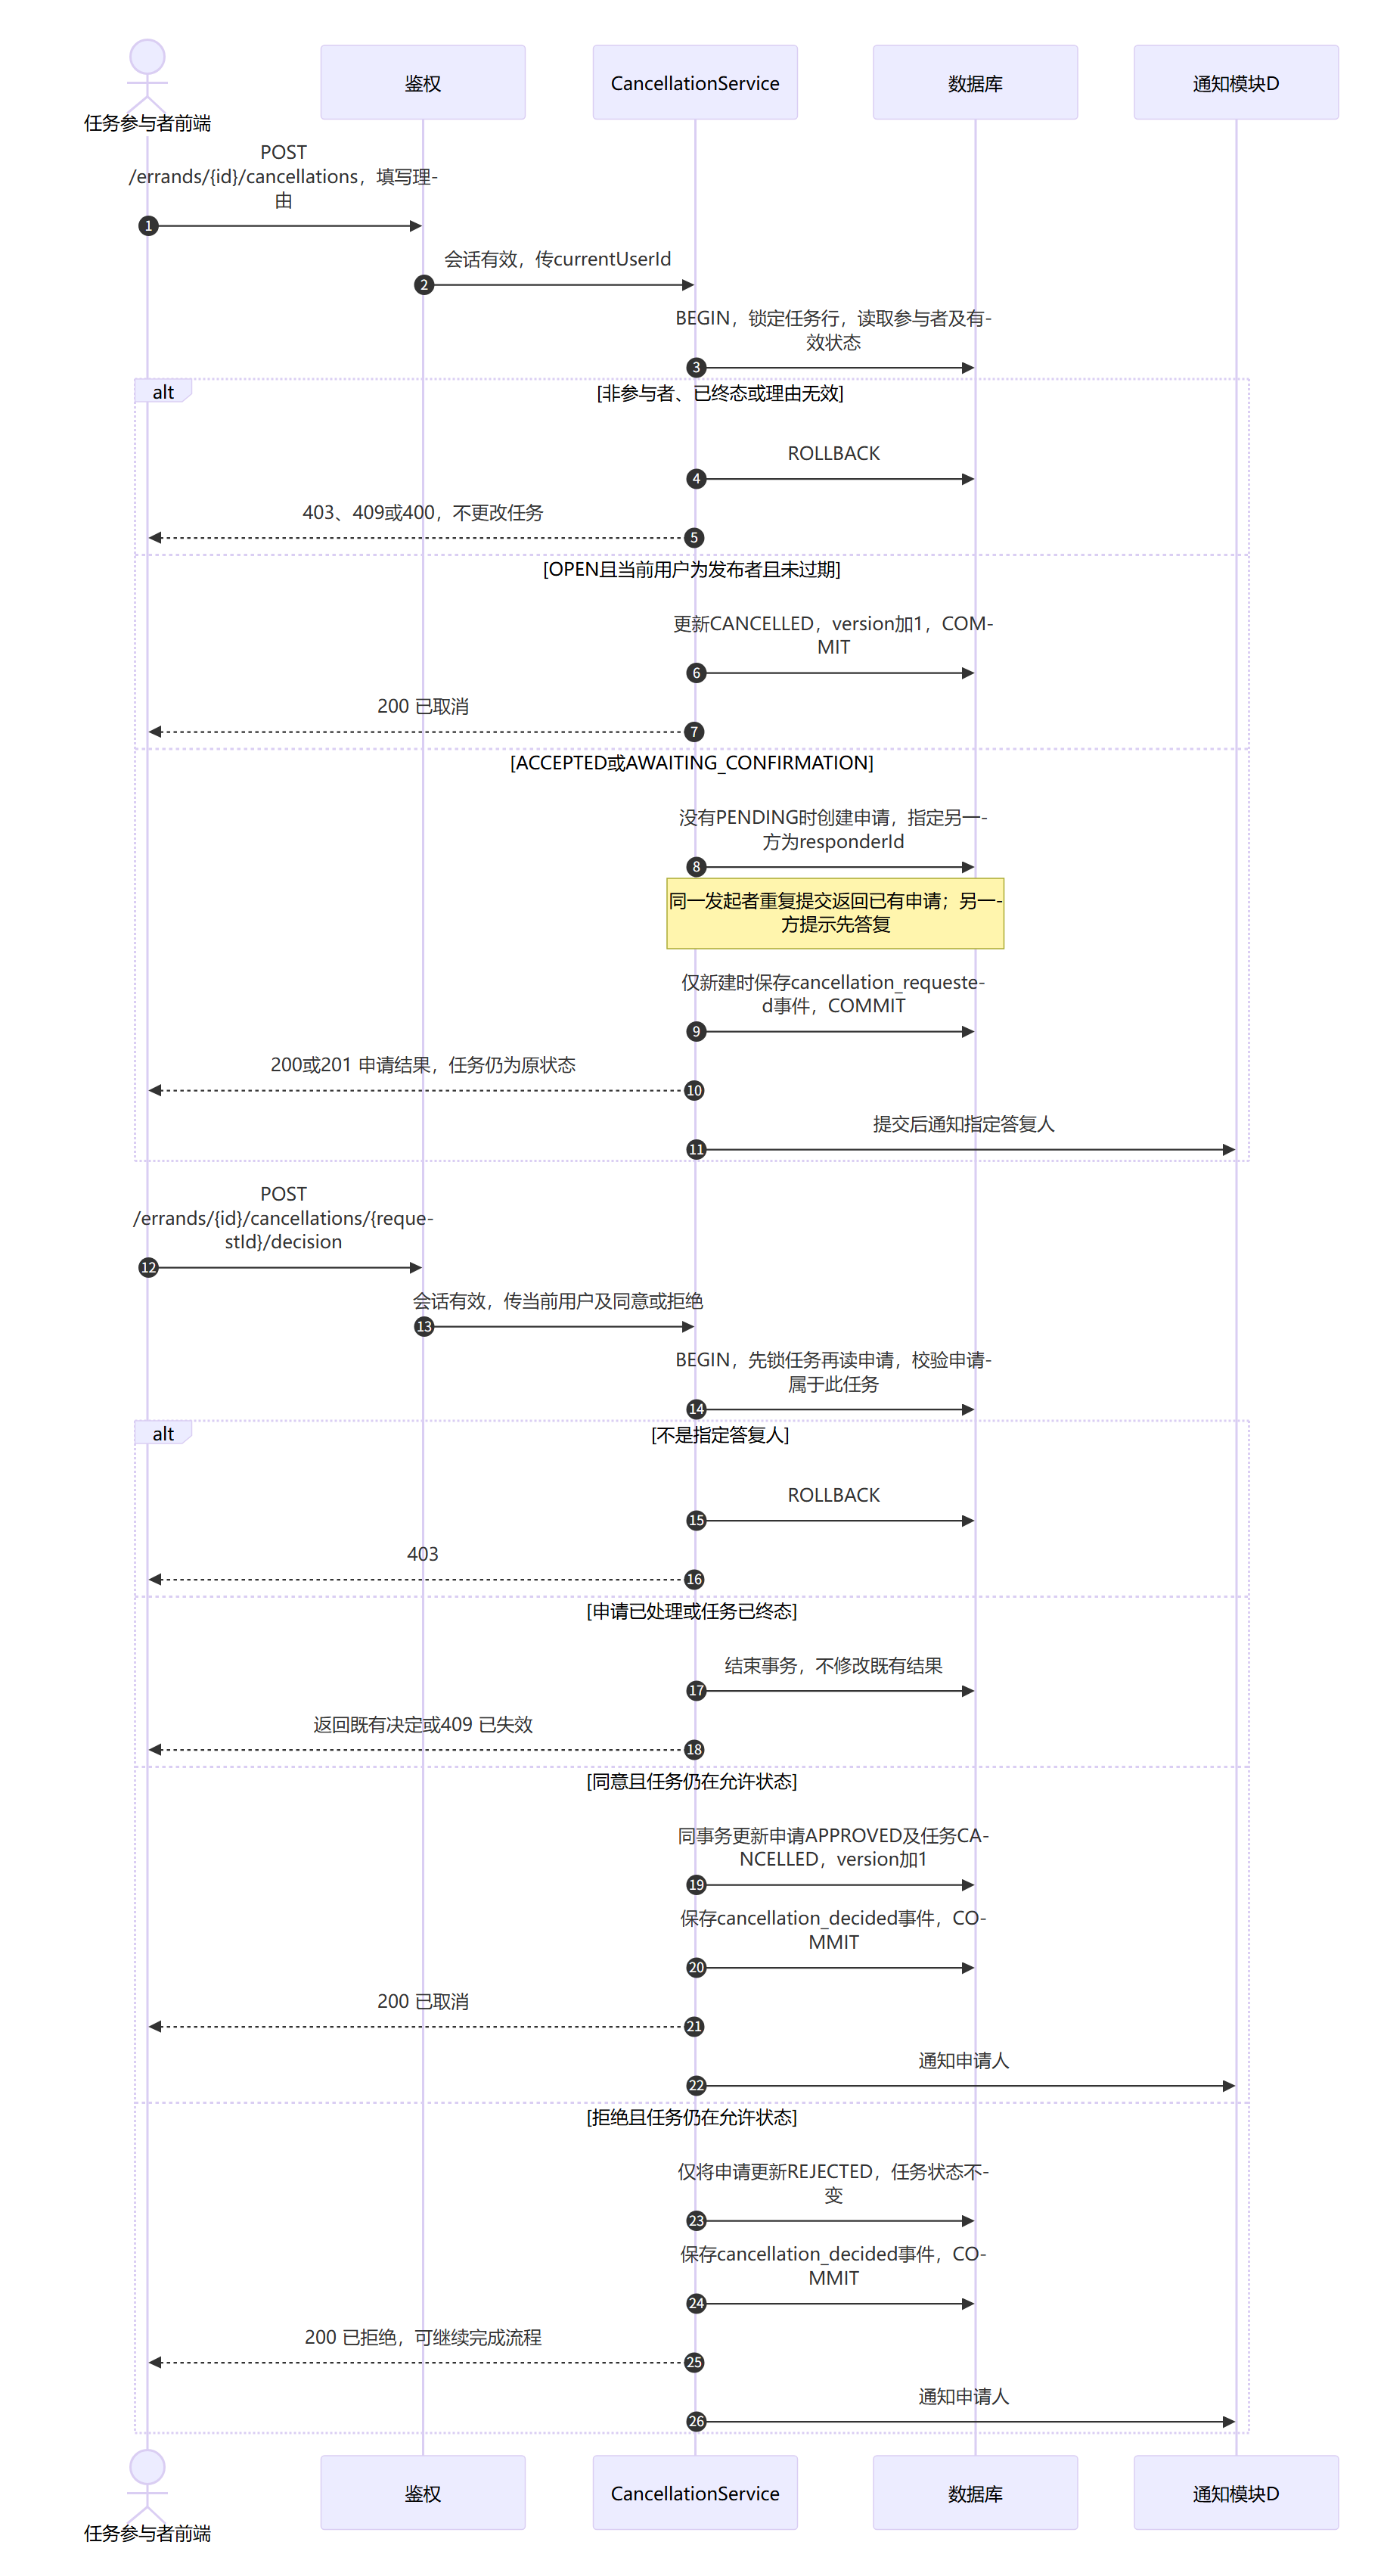 任务参与者前端
鉴权
CancellationService
数据库
通知模块D
POST
/errands/{id}/cancellations，填写理-
由
1
会话有效，传currentUserId
2
BEGIN，锁定任务行，读取参与者及有-
效状态
3
alt
[非参与者、已终态或理由无效]
ROLLBACK
4
403、409或400，不更改任务
5
[OPEN且当前用户为发布者且未过期]
更新CANCELLED，version加1，COM-
MIT
6
200 已取消
7
[ACCEPTED或AWAITING_CONFIRMATION]
没有PENDING时创建申请，指定另一-
方为responderId
8
同一发起者重复提交返回已有申请；另一-
方提示先答复
仅新建时保存cancellation_requeste-
d事件，COMMIT
9
200或201 申请结果，任务仍为原状态
10
提交后通知指定答复人
11
POST
/errands/{id}/cancellations/{reque-
stId}/decision
12
会话有效，传当前用户及同意或拒绝
13
BEGIN，先锁任务再读申请，校验申请-
属于此任务
14
alt
[不是指定答复人]
ROLLBACK
15
403
16
[申请已处理或任务已终态]
结束事务，不修改既有结果
17
返回既有决定或409 已失效
18
[同意且任务仍在允许状态]
同事务更新申请APPROVED及任务CA-
NCELLED，version加1
19
保存cancellation_decided事件，CO-
MMIT
20
200 已取消
21
通知申请人
22
[拒绝且任务仍在允许状态]
仅将申请更新REJECTED，任务状态不-
变
23
保存cancellation_decided事件，CO-
MMIT
24
200 已拒绝，可继续完成流程
25
通知申请人
26
任务参与者前端
鉴权
CancellationService
数据库
通知模块D